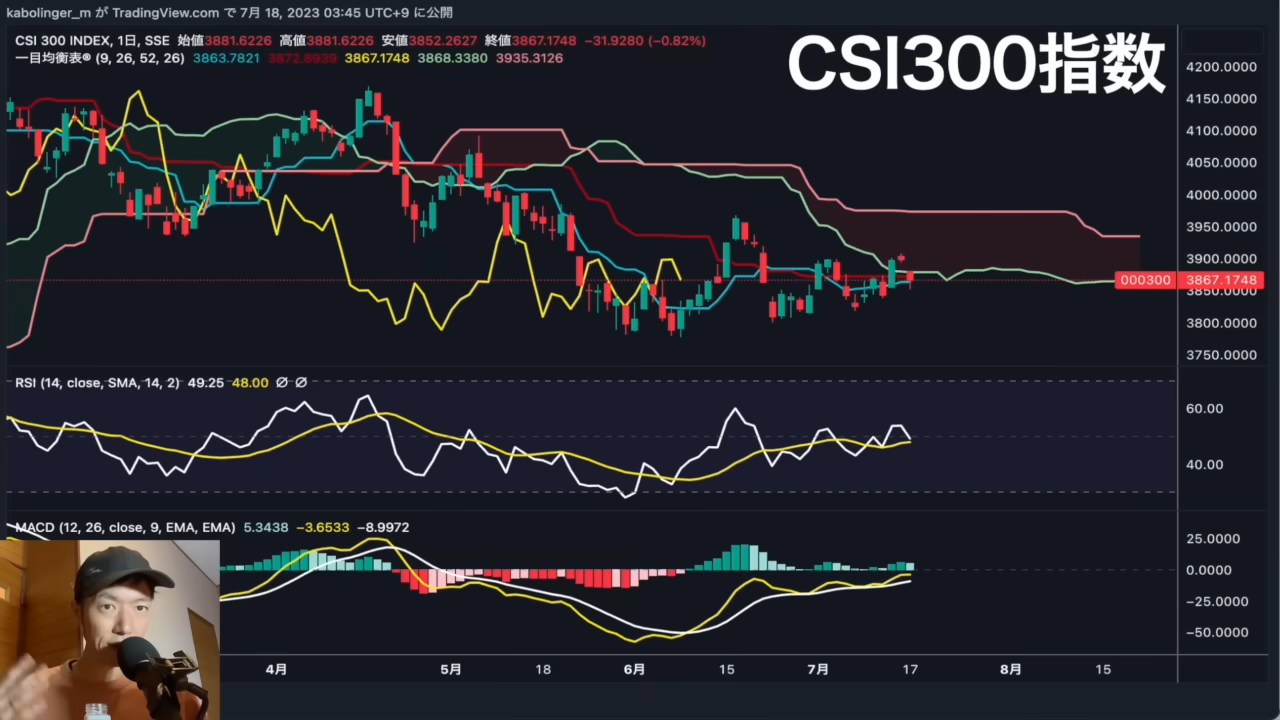 kabolinger_m が TradingView.com で 7月 18, 2023 03:45 UTC+9 に公開
CSI 300 INDEX, 1日, SSE 始値3881.6226 高値3881.6226 安値3852.2627 終値3867.1748 −31.9280 (−0.82%)
一目均衡表® (9, 26, 52, 26) 3863.7821 3872.8939 3867.1748 3868.3380 3935.3126
CSI300指数
4200.0000
4150.0000
4100.0000
4050.0000
4000.0000
3950.0000
3900.0000
000300 3867.1748
3850.0000
3800.0000
3750.0000
RSI (14, close, SMA, 14, 2) 49.25 48.00 ∅ ∅
60.00
40.00
MACD (12, 26, close, 9, EMA, EMA) 5.3438 −3.6533 −8.9972
25.0000
0.0000
−25.0000
−50.0000
4月 5月 18 6月 15 7月 17 8月 15